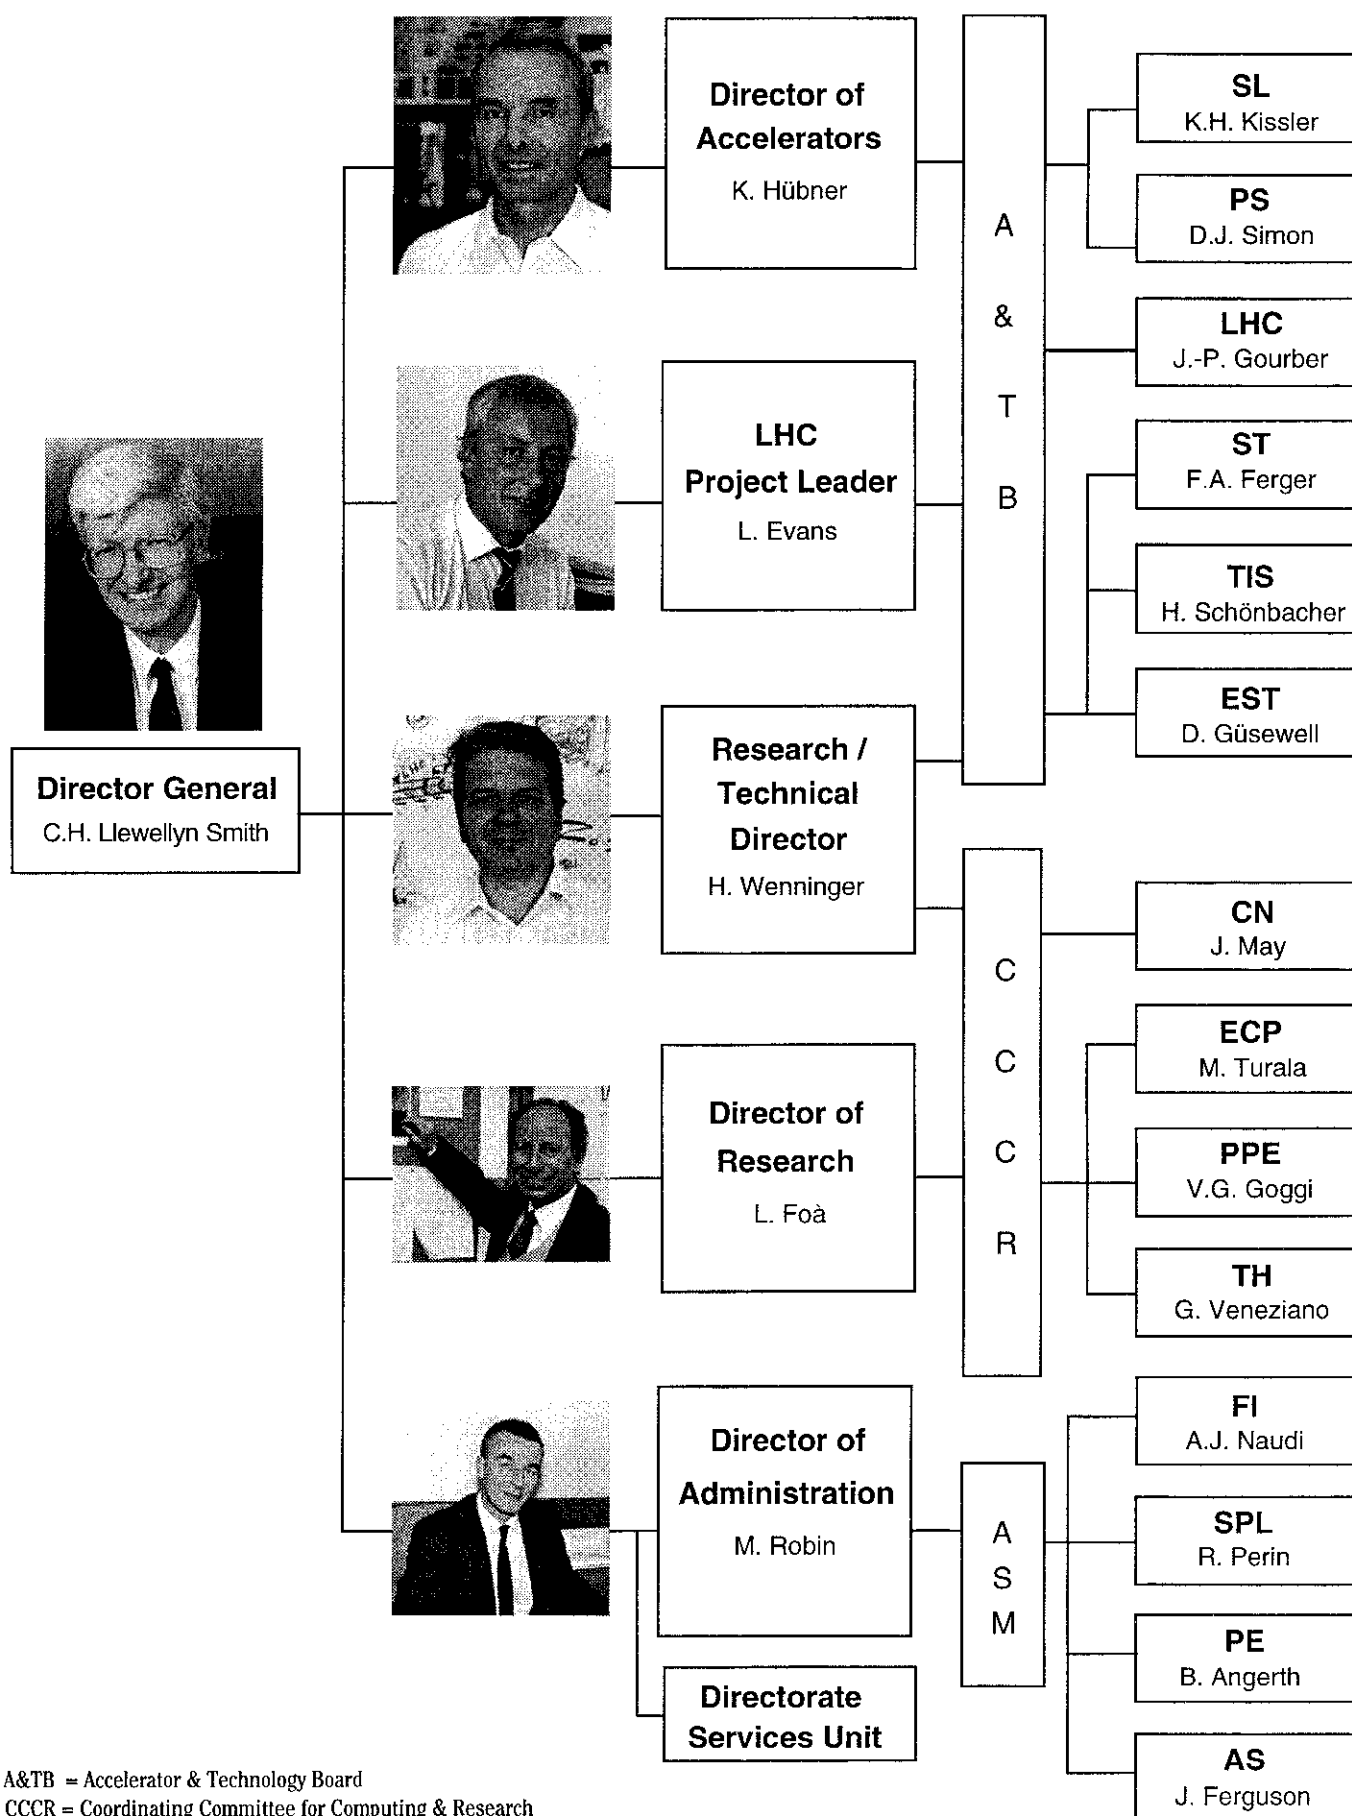 Director of
Accelerators
K. Hübner
LHC
Project Leader
L. Evans
Director General
C.H. Llewellyn Smith
Research /
Technical
Director
H. Wenninger
Director of
Research
L. Foà
Director of
Administration
M. Robin
Directorate
Services Unit
A
&
T
B
C
C
C
R
A
S
M
SL
K.H. Kissler
PS
D.J. Simon
LHC
J.-P. Gourber
ST
F.A. Ferger
TIS
H. Schönbacher
EST
D. Güsewell
CN
J. May
ECP
M. Turala
PPE
V.G. Goggi
TH
G. Veneziano
FI
A.J. Naudi
SPL
R. Perin
PE
B. Angerth
AS
J. Ferguson
A&TB = Accelerator & Technology Board
CCCR = Coordinating Committee for Computing & Research